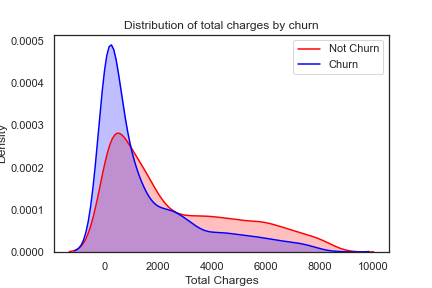 Distribution of total charges by churn
Not Churn
Churn
0.0005
0.0004
0.0003
0.0002
0.0001
0.0000
Density
0
2000
4000
6000
8000
10000
Total Charges